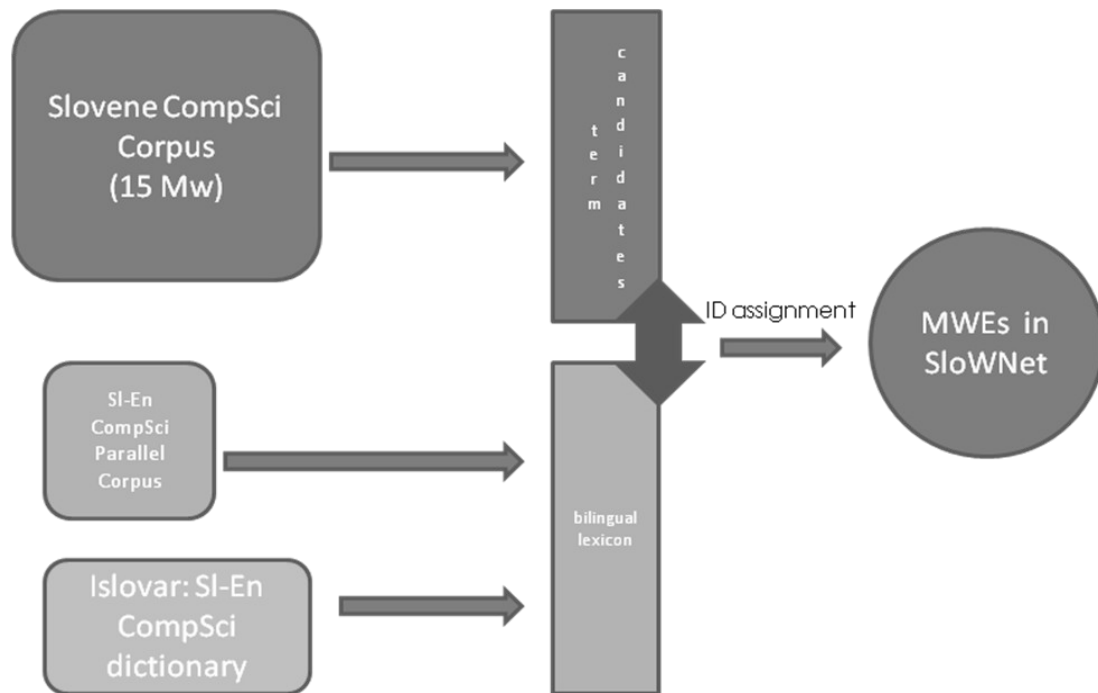 Slovene CompSci
Corpus
(15 Mw)
term
candidates
ID assignment
MWEs in
SloWNet
Sl-En
CompSci
Parallel
Corpus
bilingual
lexicon
Islovar: Sl-En
CompSci
dictionary